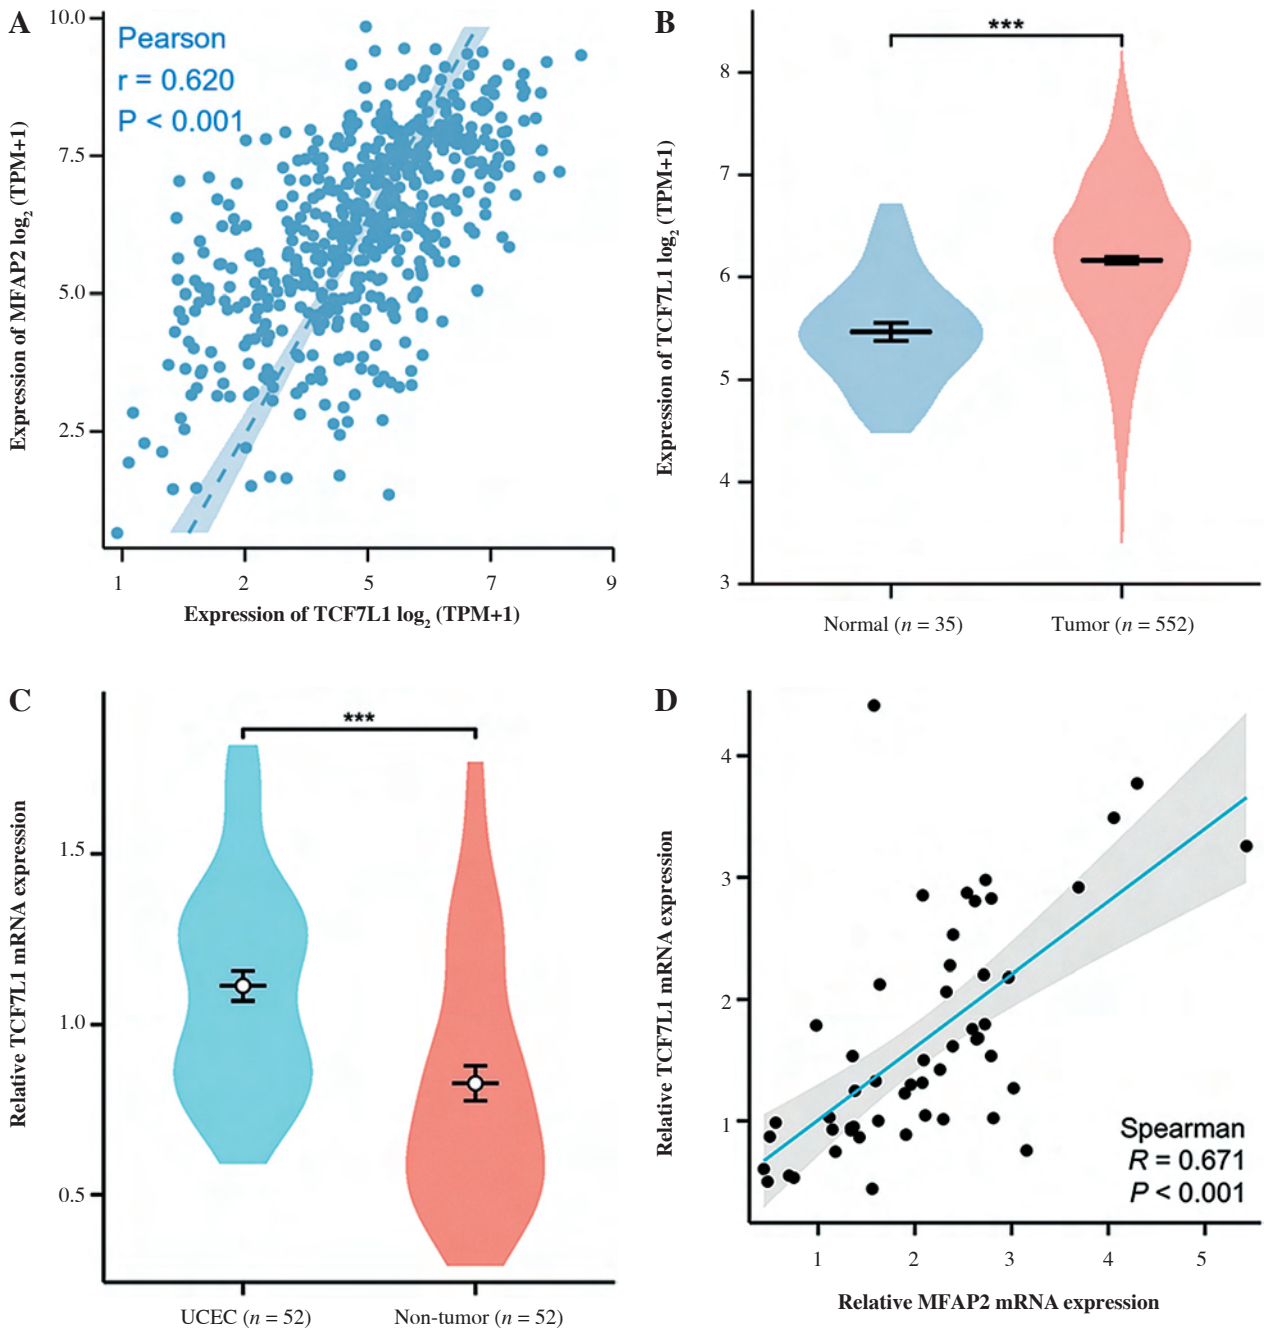 A
Pearson
r = 0.620
P < 0.001
Expression of MFAP2 log2 (TPM+1)
10.0
7.5
5.0
2.5
1 2 5 7 9
Expression of TCF7L1 log2 (TPM+1)
B
***
Expression of TCF7L1 log2 (TPM+1)
8
7
6
5
4
3
Normal (n = 35) Tumor (n = 552)
C
***
Relative TCF7L1 mRNA expression
1.5
1.0
0.5
UCEC (n = 52) Non-tumor (n = 52)
D
Relative TCF7L1 mRNA expression
4
3
2
1
Spearman
R = 0.671
P < 0.001
1 2 3 4 5
Relative MFAP2 mRNA expression